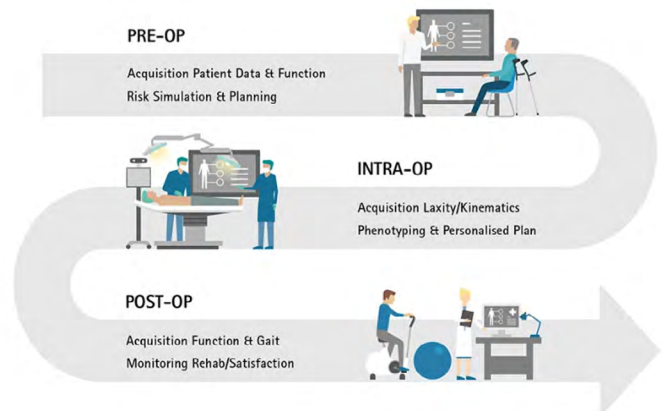 PRE-OP
Acquisition Patient Data & Function
Risk Simulation & Planning
INTRA-OP
Acquisition Laxity/Kinematics
Phenotyping & Personalised Plan
POST-OP
Acquisition Function & Gait
Monitoring Rehab/Satisfaction